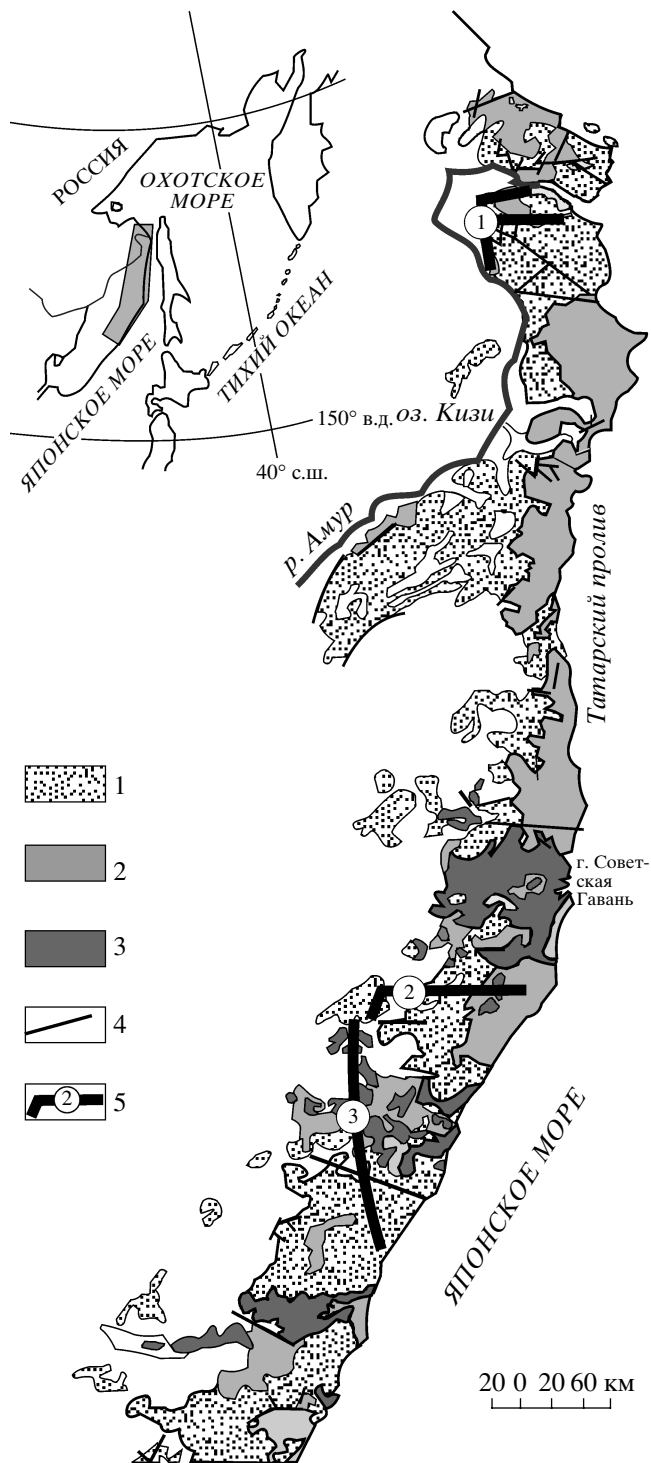 РОССИЯ
ОХОТСКОЕ
МОРЕ
ТИХИЙ ОКЕАН
ЯПОНСКОЕ МОРЕ
150° в.д.
40° с.ш.
1
оз. Кизи
р. Амур
Татарский пролив
г. Совет-
ская
Гавань
1
2
3
4
2 5
2
3
ЯПОНСКОЕ МОРЕ
20 0 20 60 км